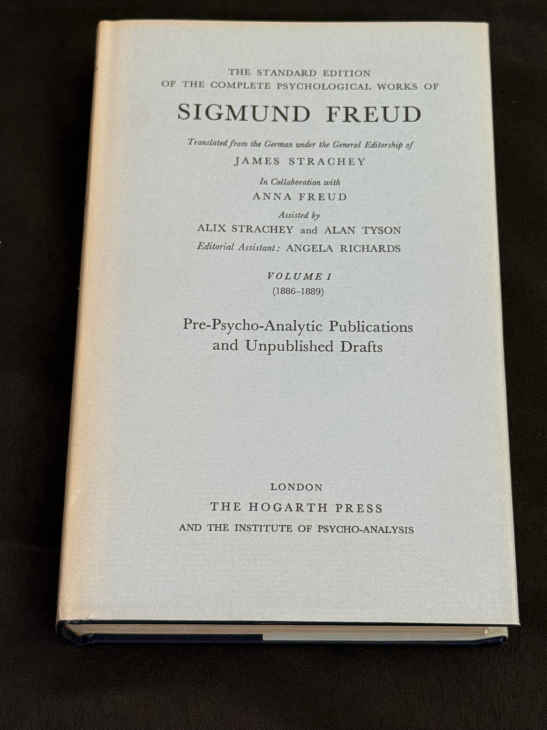 THE STANDARD EDITION
OF THE COMPLETE PSYCHOLOGICAL WORKS OF
SIGMUND FREUD
Translated from the German under the General Editorship of
JAMES STRACHEY
In Collaboration with
ANNA FREUD
Assisted by
ALIX STRACHEY and ALAN TYSON
Editorial Assistant: ANGELA RICHARDS
VOLUME I
(1886-1889)
Pre-Psycho-Analytic Publications
and Unpublished Drafts
LONDON
THE HOGARTH PRESS
AND THE INSTITUTE OF PSYCHO-ANALYSIS